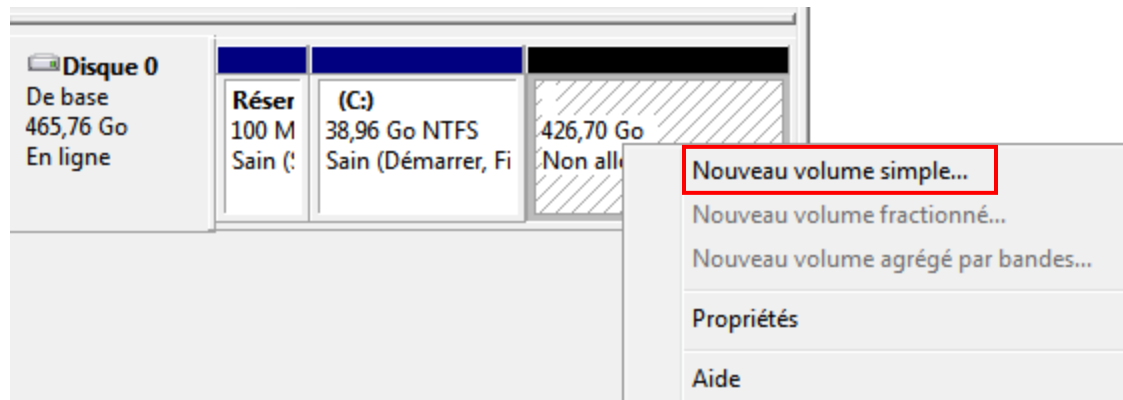 Disque 0
De base
465,76 Go
En ligne
Réser
100 M
Sain (
(C:)
38,96 Go NTFS
Sain (Démarrer, Fi
426,70 Go
Non all
Nouveau volume simple...
Nouveau volume fractionné...
Nouveau volume agrégé par bandes...
Propriétés
Aide